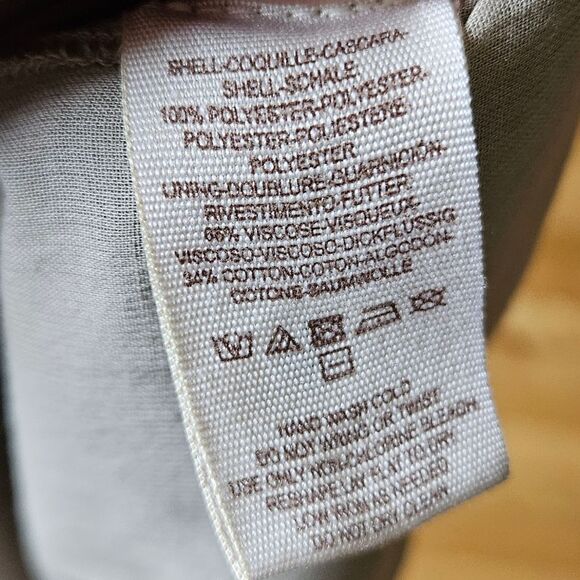 SHELL-COQUILLE-CASCARA-
SHELL-SCHALE
100% POLYESTER-POLYESTER-
POLYESTER-POLIESTERE-
POLYESTER
LINING-DOUBLURE-GUARNICIÓN-
RIVESTIMENTO-FUTTER
66% VISCOSE-VISQUEUX-
VISCOSO-VISCOSO-DICKFLUSSIG
34% COTTON-COTON-ALGODÓN-
COTONE-BAUMWOLLE
HAND WASH COLD
DO NOT WRING OR TWIST
USE ONLY NON-CHLORINE BLEACH
RESHAPE LAY FLAT TO DRY
LOW IRON AS NEEDED
DO NOT DRY CLEAN